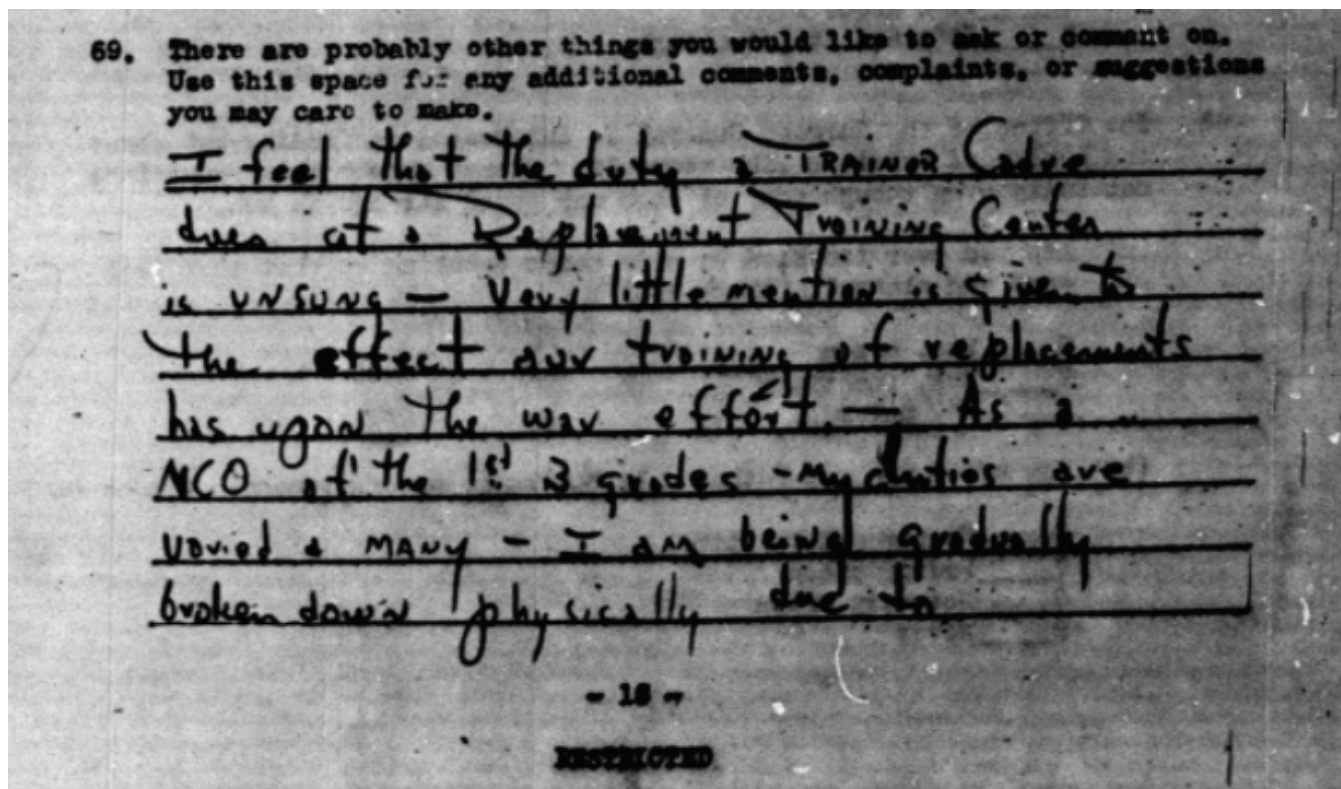 69. There are probably other things you would like to ask or comment on.
Use this space for any additional comments, complaints, or suggestions
you may care to make.
I feel that the duty a TRAINER Cadre
does at a Replacement Training Center
is UNSUNG — Very little mention is given to
the effect our training of replacements
has upon the war effort. — As a
NCO of the 1st 3 grades - my duties are
varied & MANY - I AM being gradually
broken down physically due to
- 16 -
RESTRICTED